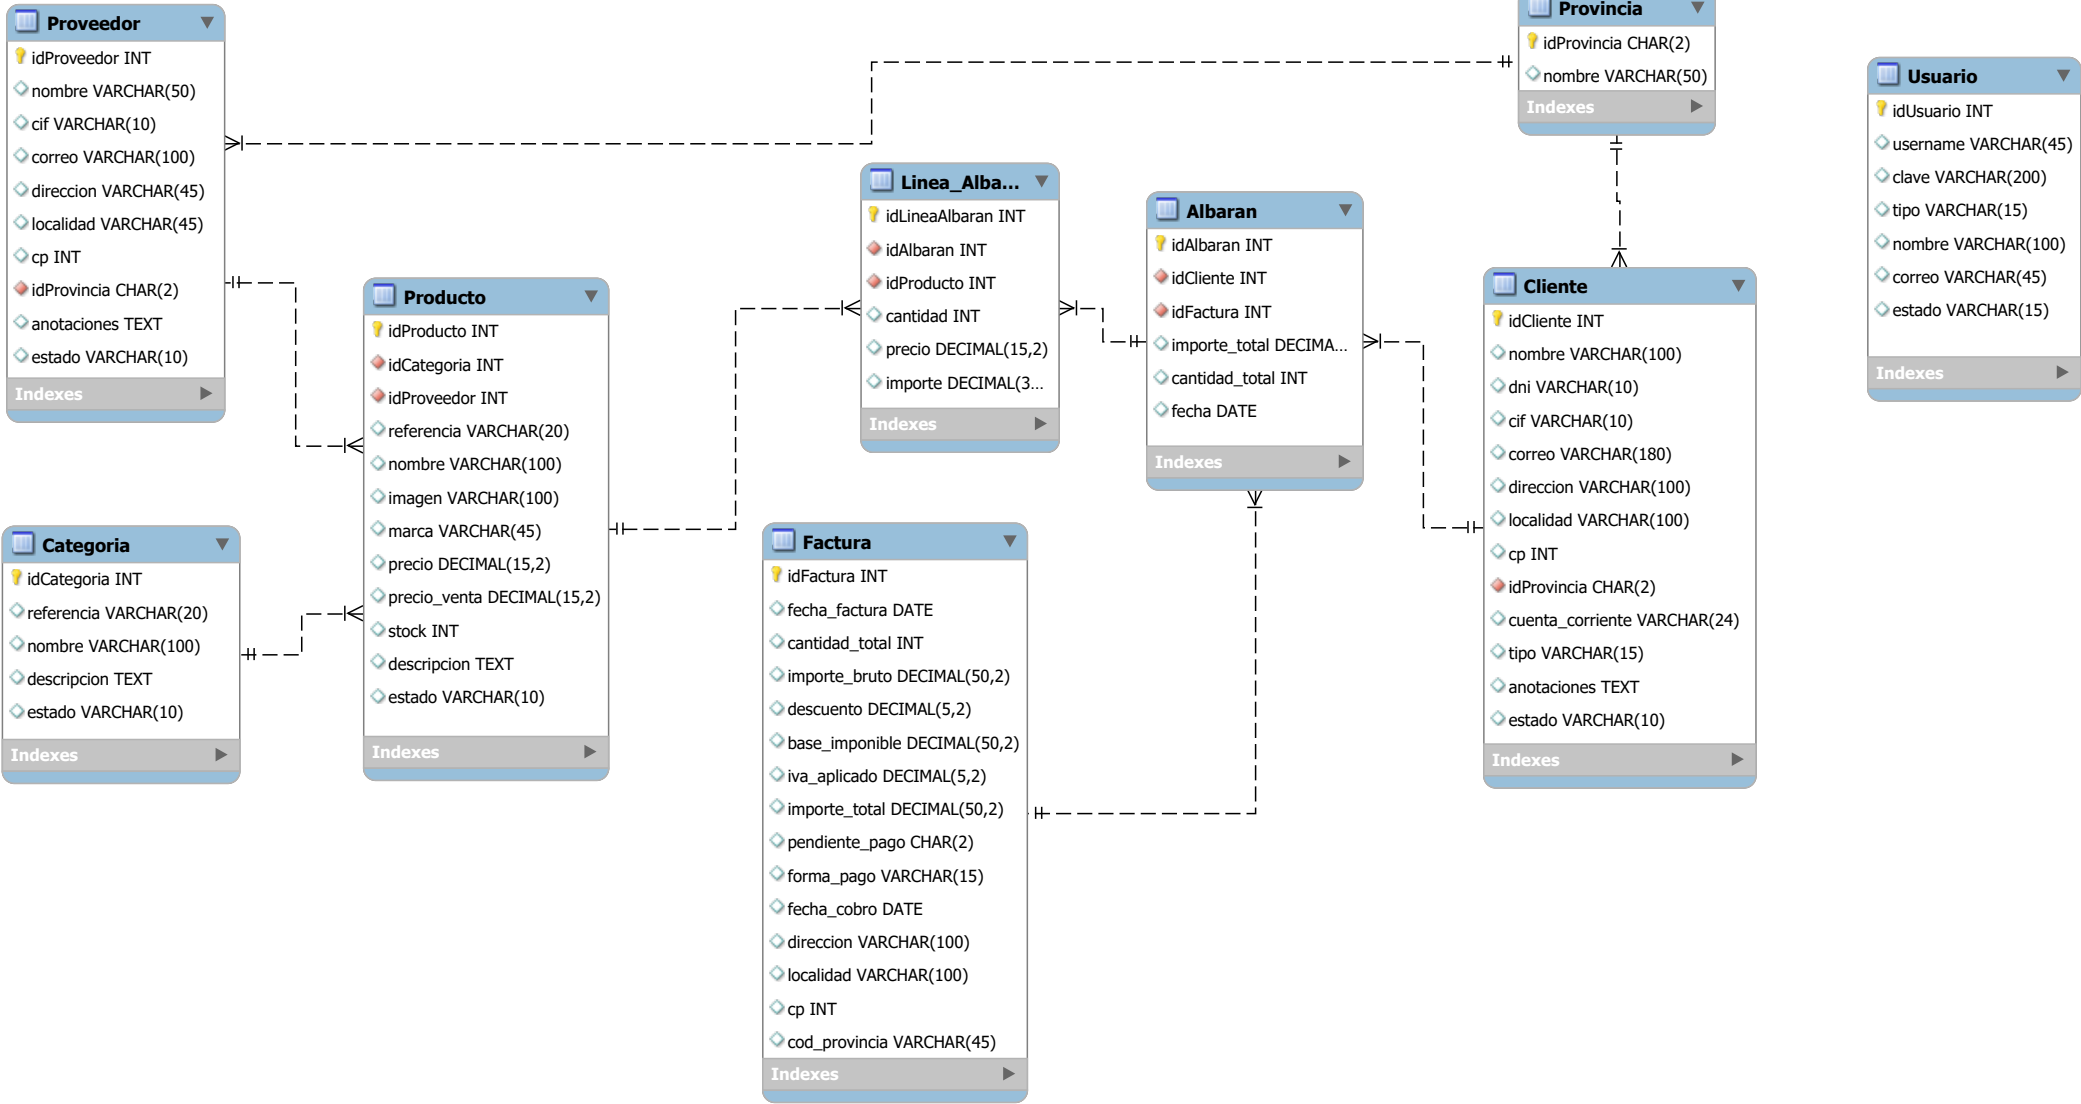 Proveedor
idProveedor INT
nombre VARCHAR(50)
cif VARCHAR(10)
correo VARCHAR(100)
direccion VARCHAR(45)
localidad VARCHAR(45)
cp INT
idProvincia CHAR(2)
anotaciones TEXT
estado VARCHAR(10)
Indexes
Categoria
idCategoria INT
referencia VARCHAR(20)
nombre VARCHAR(100)
descripcion TEXT
estado VARCHAR(10)
Indexes
Producto
idProducto INT
idCategoria INT
idProveedor INT
referencia VARCHAR(20)
nombre VARCHAR(100)
imagen VARCHAR(100)
marca VARCHAR(45)
precio DECIMAL(15,2)
precio_venta DECIMAL(15,2)
stock INT
descripcion TEXT
estado VARCHAR(10)
Indexes
Linea_Alba...
idLineaAlbaran INT
idAlbaran INT
idProducto INT
cantidad INT
precio DECIMAL(15,2)
importe DECIMAL(3...
Indexes
Factura
idFactura INT
fecha_factura DATE
cantidad_total INT
importe_bruto DECIMAL(50,2)
descuento DECIMAL(5,2)
base_imponible DECIMAL(50,2)
iva_aplicado DECIMAL(5,2)
importe_total DECIMAL(50,2)
pendiente_pago CHAR(2)
forma_pago VARCHAR(15)
fecha_cobro DATE
direccion VARCHAR(100)
localidad VARCHAR(100)
cp INT
cod_provincia VARCHAR(45)
Indexes
Albaran
idAlbaran INT
idCliente INT
idFactura INT
importe_total DECIMA...
cantidad_total INT
fecha DATE
Indexes
Provincia
idProvincia CHAR(2)
nombre VARCHAR(50)
Indexes
Cliente
idCliente INT
nombre VARCHAR(100)
dni VARCHAR(10)
cif VARCHAR(10)
correo VARCHAR(180)
direccion VARCHAR(100)
localidad VARCHAR(100)
cp INT
idProvincia CHAR(2)
cuenta_corriente VARCHAR(24)
tipo VARCHAR(15)
anotaciones TEXT
estado VARCHAR(10)
Indexes
Usuario
idUsuario INT
username VARCHAR(45)
clave VARCHAR(200)
tipo VARCHAR(15)
nombre VARCHAR(100)
correo VARCHAR(45)
estado VARCHAR(15)
Indexes